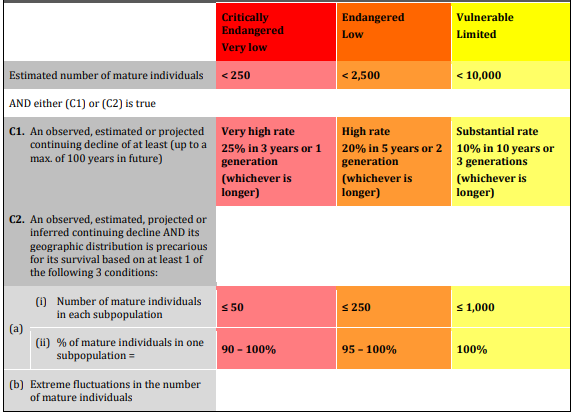 Critically
Endangered
Very low
Endangered
Low
Vulnerable
Limited
Estimated number of mature individuals
< 250
< 2,500
< 10,000
AND either (C1) or (C2) is true
C1. An observed, estimated or projected
continuing decline of at least (up to a
max. of 100 years in future)
Very high rate
25% in 3 years or 1
generation
(whichever is
longer)
High rate
20% in 5 years or 2
generation
(whichever is
longer)
Substantial rate
10% in 10 years or
3 generations
(whichever is
longer)
C2. An observed, estimated, projected or
inferred continuing decline AND its
geographic distribution is precarious
for its survival based on at least 1 of
the following 3 conditions:
(a)
(i) Number of mature individuals
in each subpopulation
≤ 50
≤ 250
≤ 1,000
(ii) % of mature individuals in one
subpopulation =
90 – 100%
95 – 100%
100%
(b) Extreme fluctuations in the number
of mature individuals